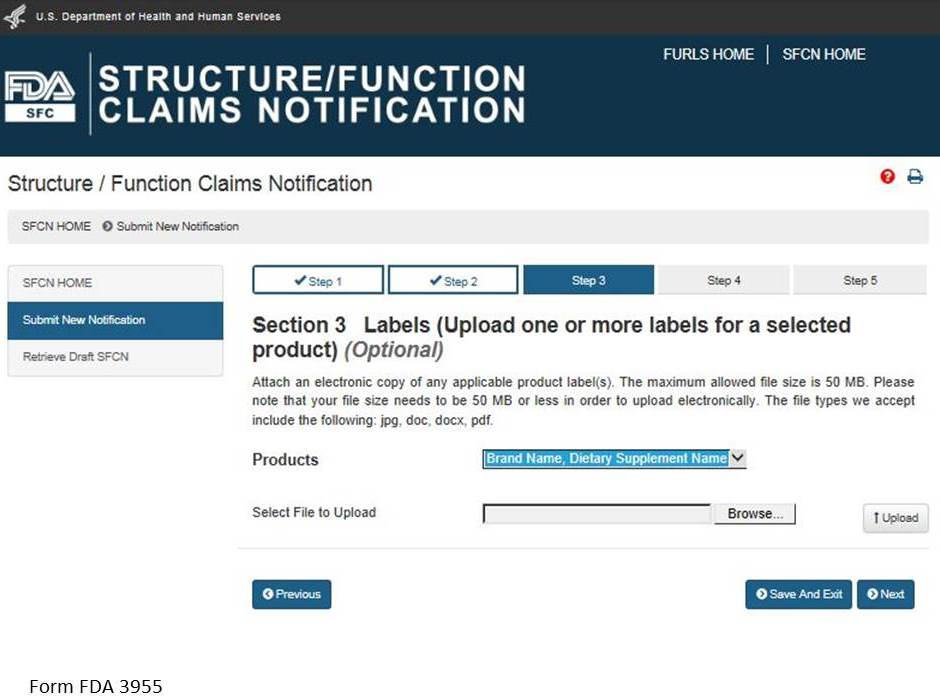 U.S. Department of Health and Human Services
FURLS HOME | SFCN HOME
FDA
SFC
STRUCTURE/FUNCTION
CLAIMS NOTIFICATION
Structure / Function Claims Notification
?
SFCN HOME Submit New Notification
SFCN HOME
Submit New Notification
Retrieve Draft SFCN
Step 1
Step 2
Step 3
Step 4
Step 5
Section 3 Labels (Upload one or more labels for a selected
product) (Optional)
Attach an electronic copy of any applicable product label(s). The maximum allowed file size is 50 MB. Please
note that your file size needs to be 50 MB or less in order to upload electronically. The file types we accept
include the following: jpg, doc, docx, pdf.
Products
Brand Name, Dietary Supplement Name
Select File to Upload
Browse...
Upload
Previous
Save And Exit
Next
Form FDA 3955